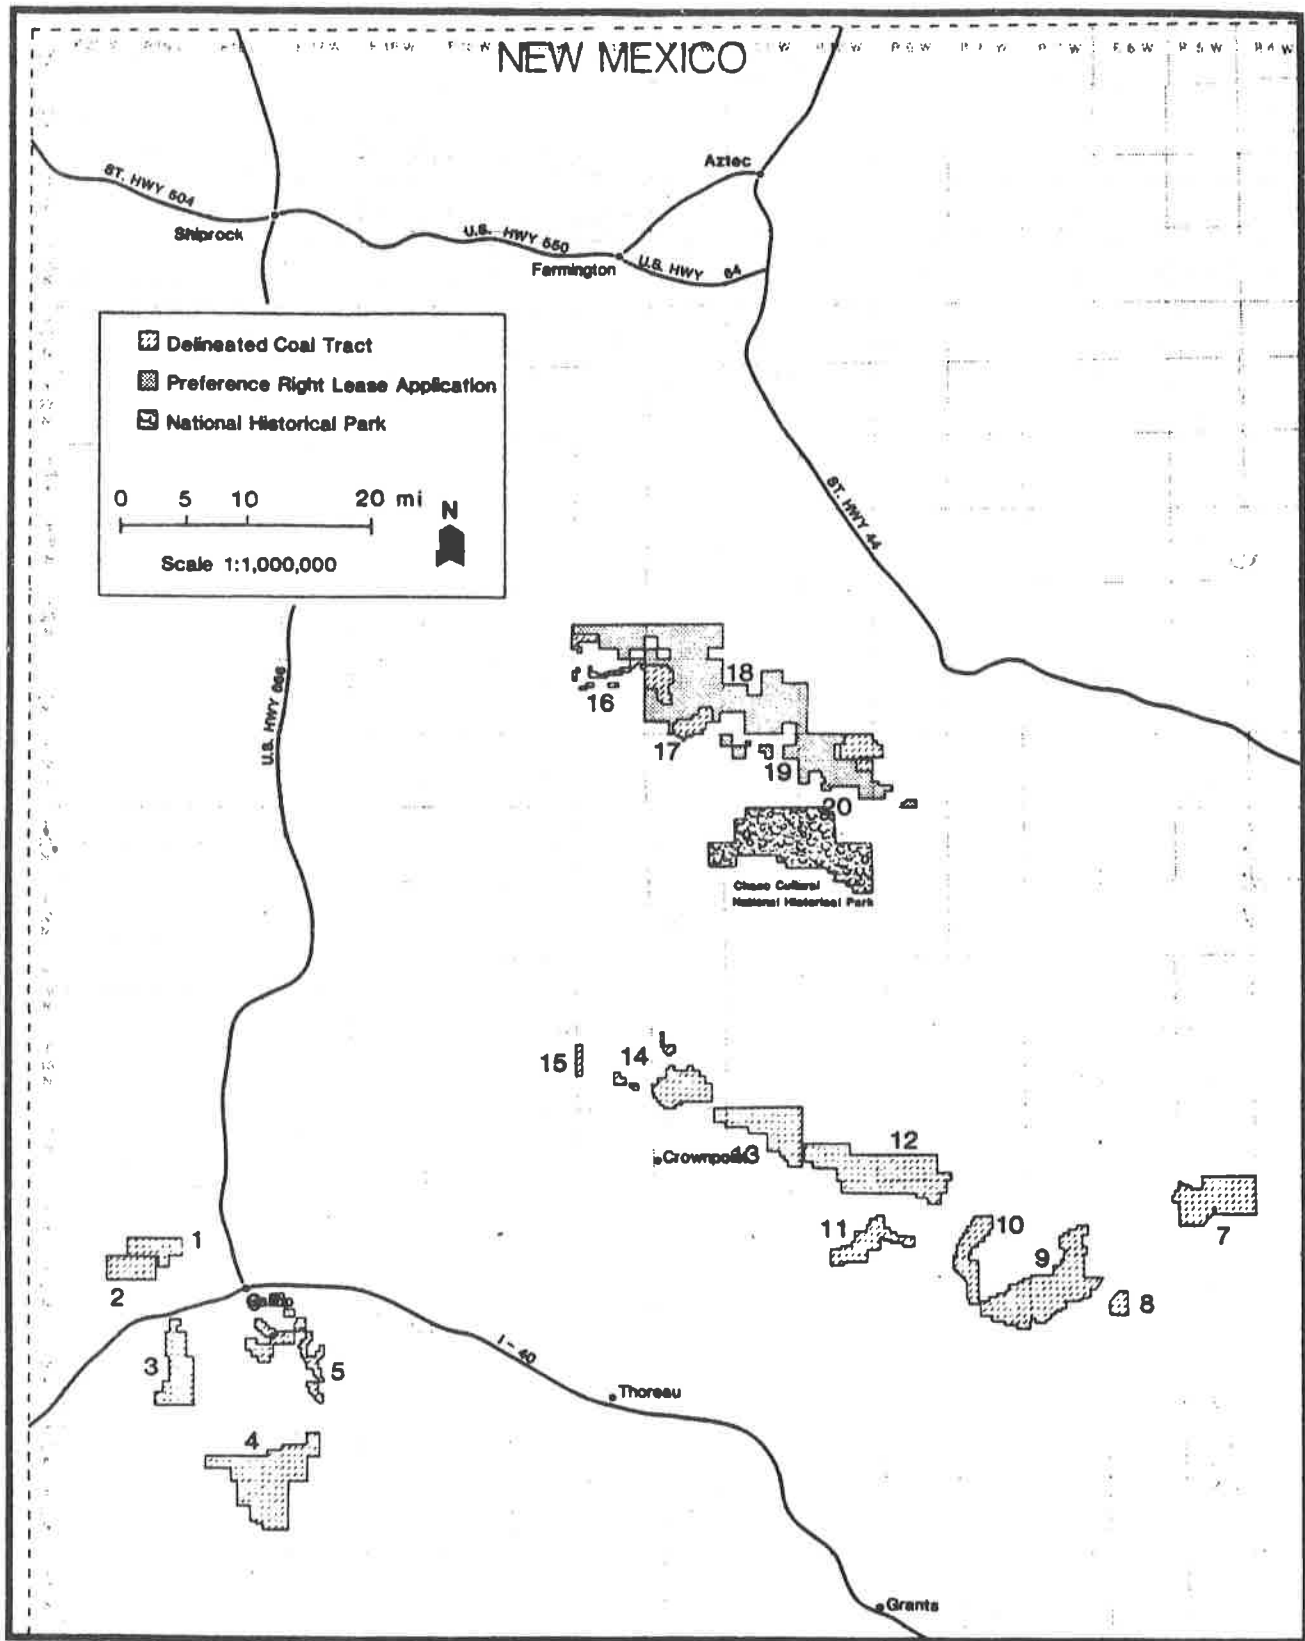 NEW MEXICO
Aztec
ST. HWY 504
Shiprock
U.S. HWY 550
Farmington
U.S. HWY 64
Delineated Coal Tract
Preference Right Lease Application
National Historical Park
0 5 10 20 mi
N
Scale 1:1,000,000
ST. HWY 44
U.S. HWY 666
18
16
17
19
20
Chaco Cultural
National Historical Park
15
14
12
Crownpoint
13
7
11
10
9
8
1
2
Gallup
3
5
I-40
Thoreau
4
Grants